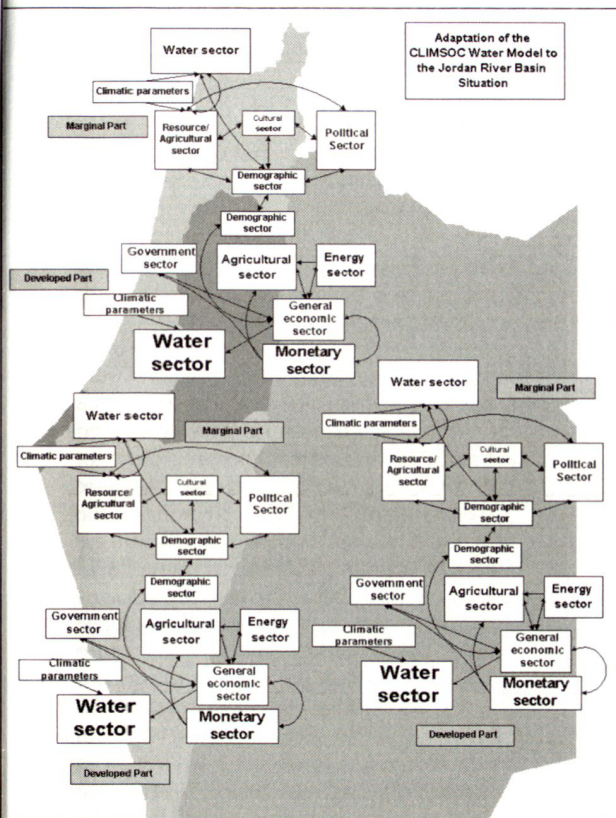 Adaptation of the
CLIMSOC Water Model to
the Jordan River Basin
Situation
Water sector
Climatic parameters
Marginal Part
Resource/
Agricultural
sector
Cultural
sector
Political
Sector
Demographic
sector
Demographic
sector
Government
sector
Agricultural
sector
Energy
sector
Developed Part
Climatic
parameters
General
economic
sector
Water
sector
Monetary
sector
Water sector
Marginal Part
Climatic parameters
Resource/
Agricultural
sector
Cultural
sector
Political
Sector
Demographic
sector
Demographic
sector
Government
sector
Agricultural
sector
Energy
sector
Climatic
parameters
General
economic
sector
Water
sector
Monetary
sector
Developed Part
Water sector
Marginal Part
Climatic parameters
Resource/
Agricultural
sector
Cultural
sector
Political
Sector
Demographic
sector
Demographic
sector
Government
sector
Agricultural
sector
Energy
sector
Climatic
parameters
General
economic
sector
Water
sector
Monetary
sector
Developed Part